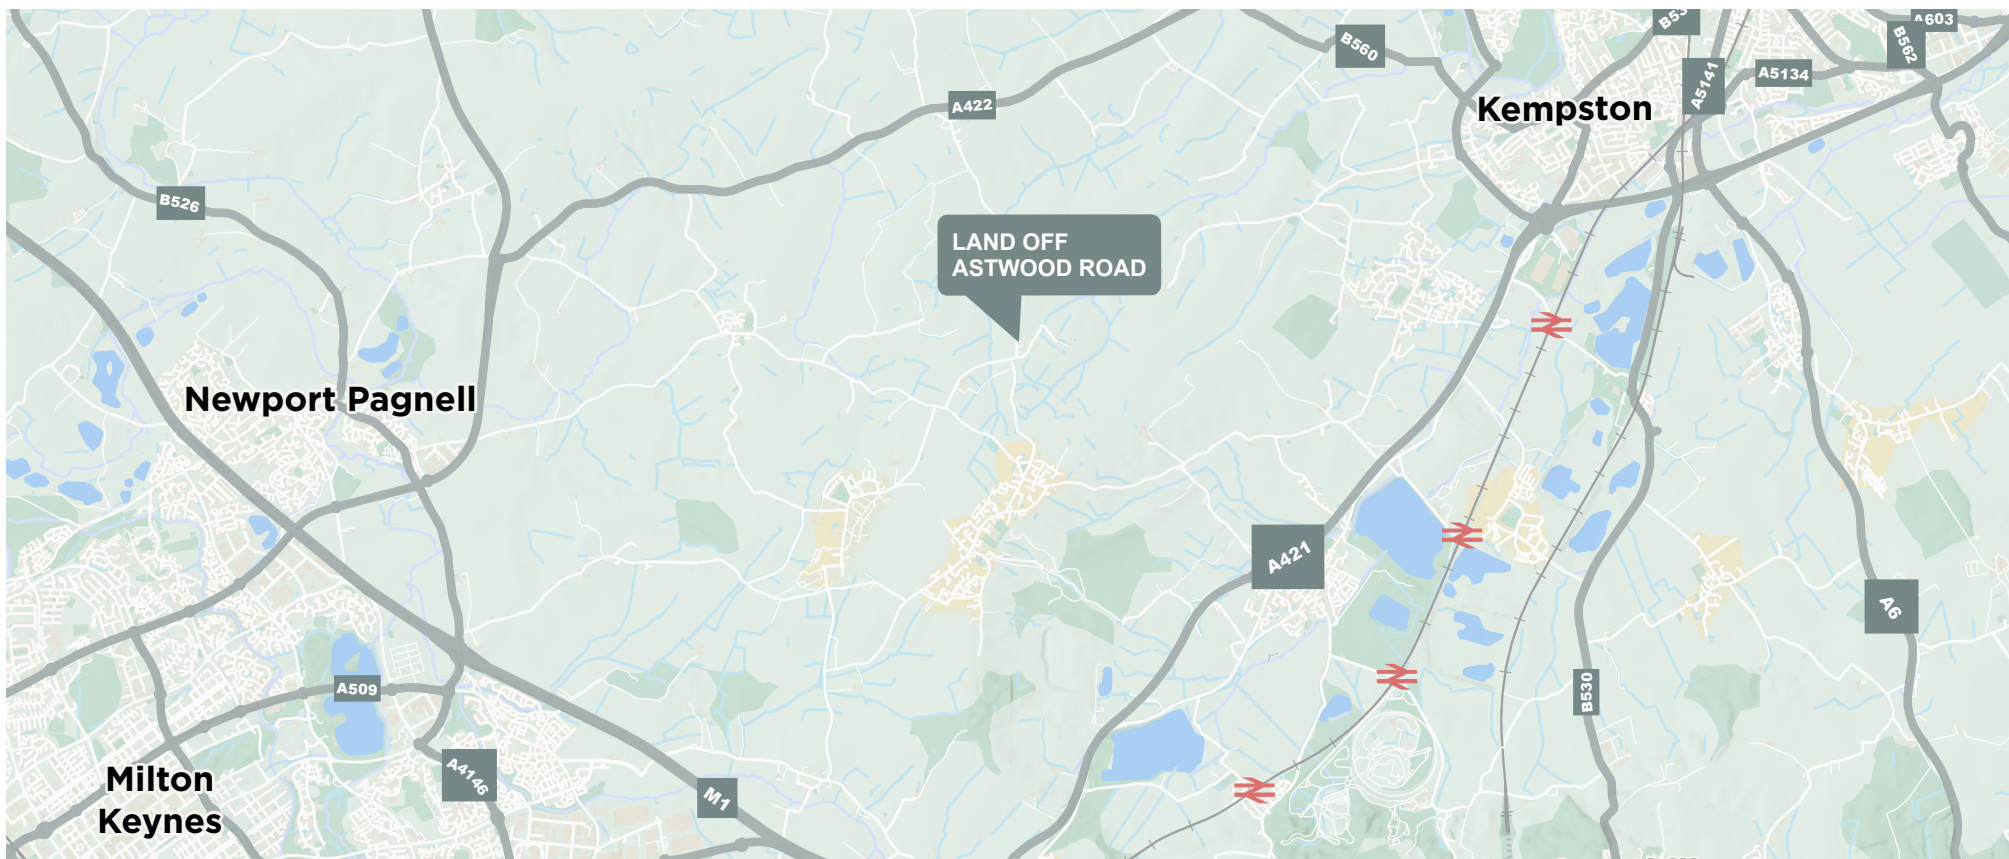 B53
A603
B560
B562
A5141
A5134
A422
Kempston
B526
LAND OFF
ASTWOOD ROAD
Newport Pagnell
A421
A6
A509
B530
Milton
Keynes
A4146
M1